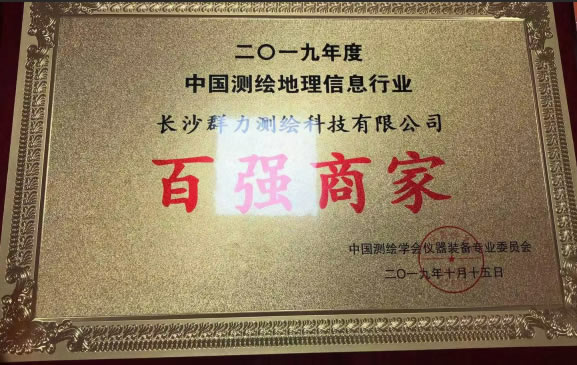 二〇一九年度
中国测绘地理信息行业
长沙群力测绘科技有限公司
百强商家
中国测绘学会仪器装备专业委员会
二〇一九年十月十五日